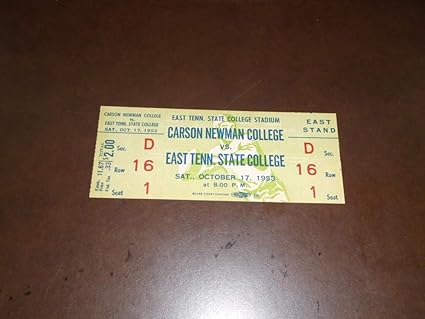 CARSON NEWMAN COLLEGE
vs.
EAST TENN. STATE COLLEGE
SAT., OCT. 17, 1953
$2.00
Sec.
D
Row
16
Seat
1
EAST TENN. STATE COLLEGE STADIUM
CARSON NEWMAN COLLEGE
VS.
EAST TENN. STATE COLLEGE
SAT., OCTOBER 17, 1953
at 8:00 P. M.
EAST
STAND
D
Sec.
16
Row
1
Seat